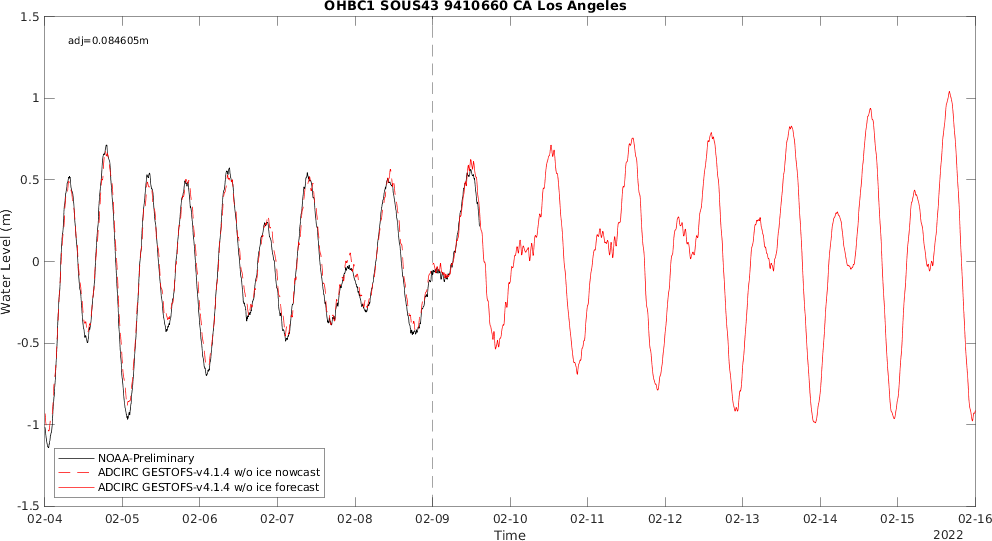 OHBC1 SOUS43 9410660 CA Los Angeles
adj=0.084605m
Water Level (m)
1.5
1
0.5
0
-0.5
-1
-1.5
NOAA-Preliminary
ADCIRC GESTOFS-v4.1.4 w/o ice nowcast
ADCIRC GESTOFS-v4.1.4 w/o ice forecast
02-04 02-05 02-06 02-07 02-08 02-09 02-10 02-11 02-12 02-13 02-14 02-15 02-16
Time
2022